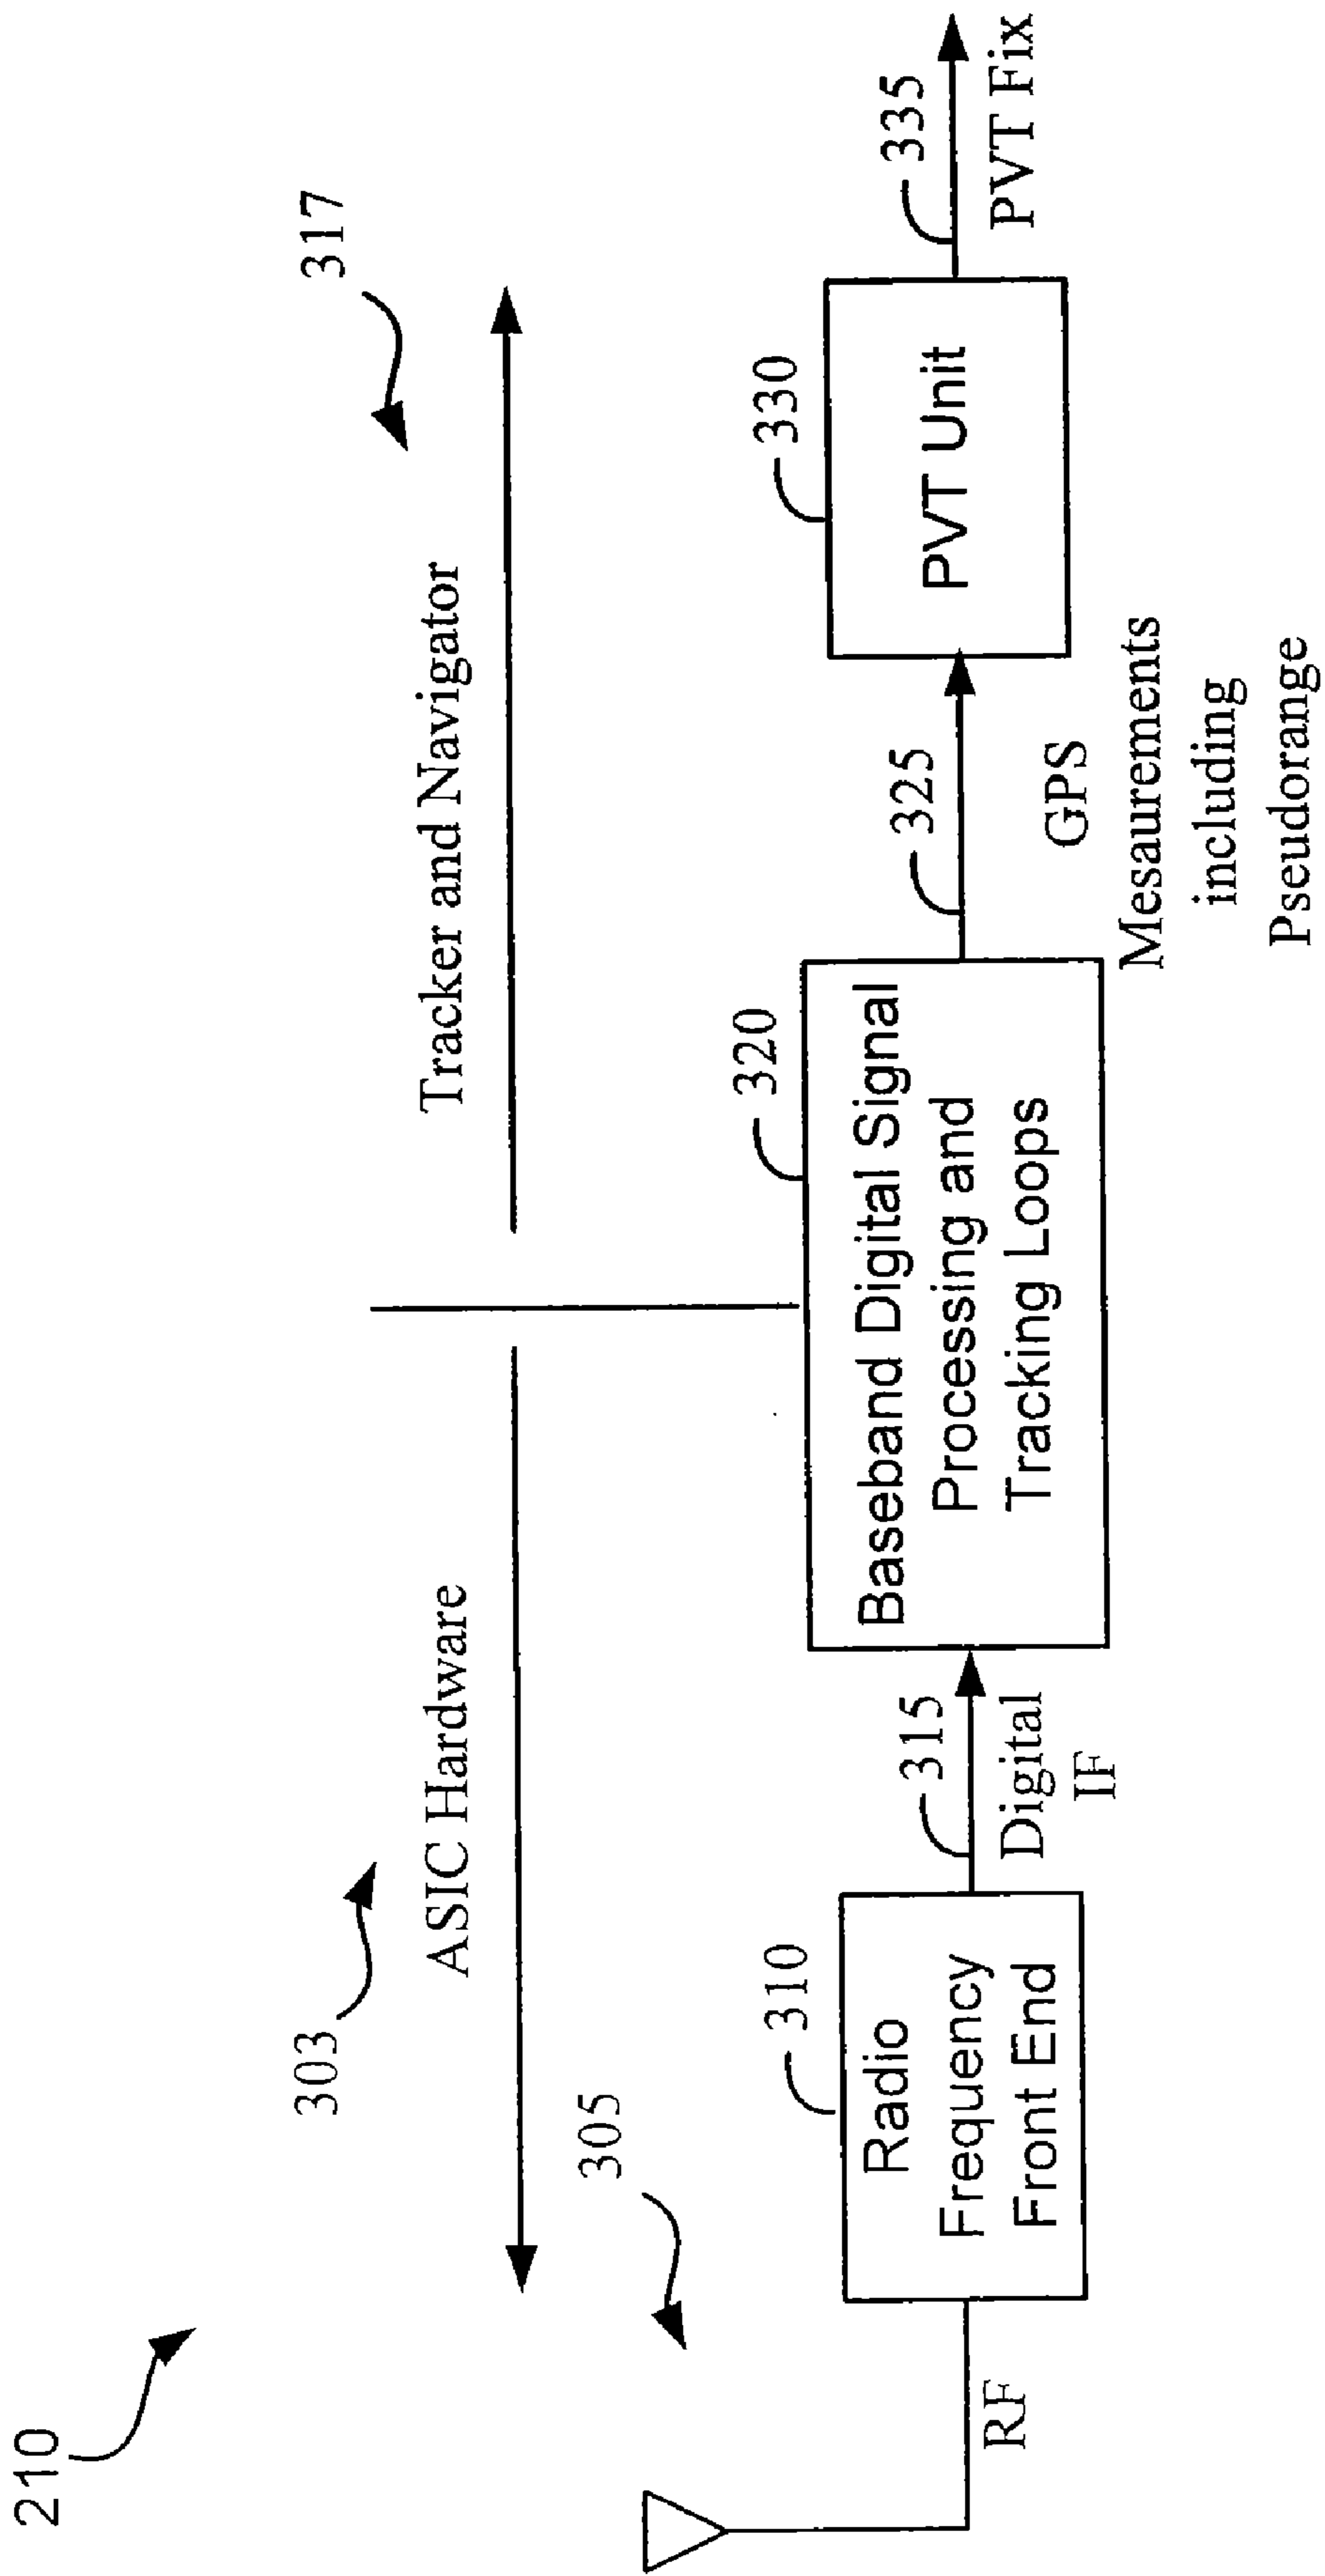 210
303
317
ASIC Hardware
Tracker and Navigator
305
310
Radio
Frequency
Front End
RF
315
Digital
IF
320
Baseband Digital Signal
Processing and
Tracking Loops
325
GPS
Mesaurements
including
Pseudorange
330
PVT Unit
335
PVT Fix